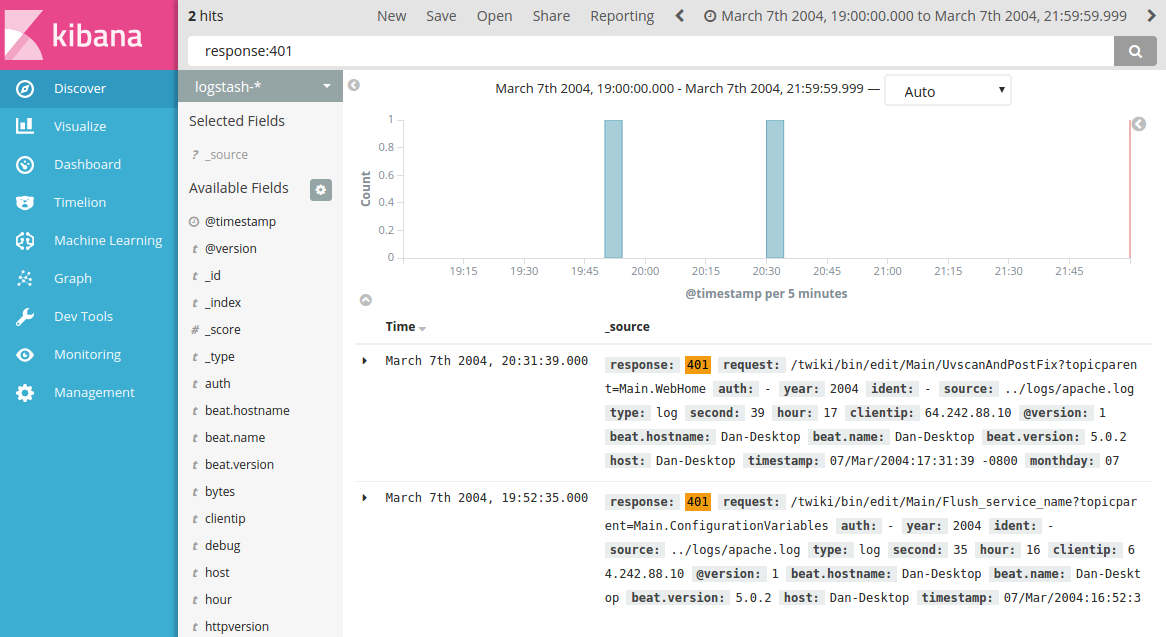 kibana
Discover
Visualize
Dashboard
Timelion
Machine Learning
Graph
Dev Tools
Monitoring
Management
2 hits
New Save Open Share Reporting March 7th 2004, 19:00:00.000 to March 7th 2004, 21:59:59.999
response:401
logstash-*
Selected Fields
? _source
Available Fields
@timestamp
t @version
t _id
t _index
# _score
t _type
t auth
t beat.hostname
t beat.name
t beat.version
t bytes
t clientip
t debug
t host
t hour
t httpversion
March 7th 2004, 19:00:00.000 - March 7th 2004, 21:59:59.999 — Auto
Count
1
0.8
0.6
0.4
0.2
0
19:15 19:30 19:45 20:00 20:15 20:30 20:45 21:00 21:15 21:30 21:45
@timestamp per 5 minutes
Time _source
March 7th 2004, 20:31:39.000 response: 401 request: /twiki/bin/edit/Main/UvscanAndPostFix?topicparen
t=Main.WebHome auth: - year: 2004 ident: - source: ../logs/apache.log
type: log second: 39 hour: 17 clientip: 64.242.88.10 @version: 1
beat.hostname: Dan-Desktop beat.name: Dan-Desktop beat.version: 5.0.2
host: Dan-Desktop timestamp: 07/Mar/2004:17:31:39 -0800 monthday: 07
March 7th 2004, 19:52:35.000 response: 401 request: /twiki/bin/edit/Main/Flush_service_name?topicpar
ent=Main.ConfigurationVariables auth: - year: 2004 ident: -
source: ../logs/apache.log type: log second: 35 hour: 16 clientip: 6
4.242.88.10 @version: 1 beat.hostname: Dan-Desktop beat.name: Dan-Deskt
op beat.version: 5.0.2 host: Dan-Desktop timestamp: 07/Mar/2004:16:52:3